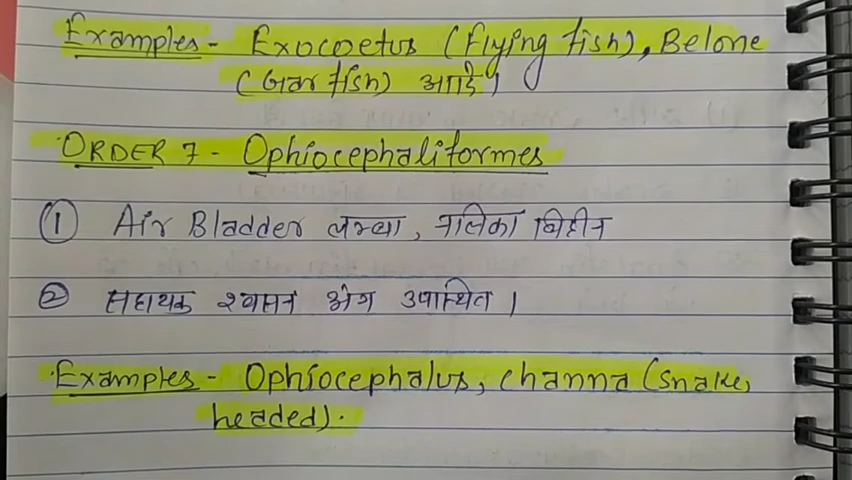 Examples - Exocoetus (Flying fish), Belone
(Gar fish) आदि।
ORDER 7 - Ophiocephaliformes
① Air Bladder लम्बा, नलिका विहीन
② सहायक श्वसन अंग उपस्थित।
Examples - Ophiocephalus, Channa (Snake,
headed).